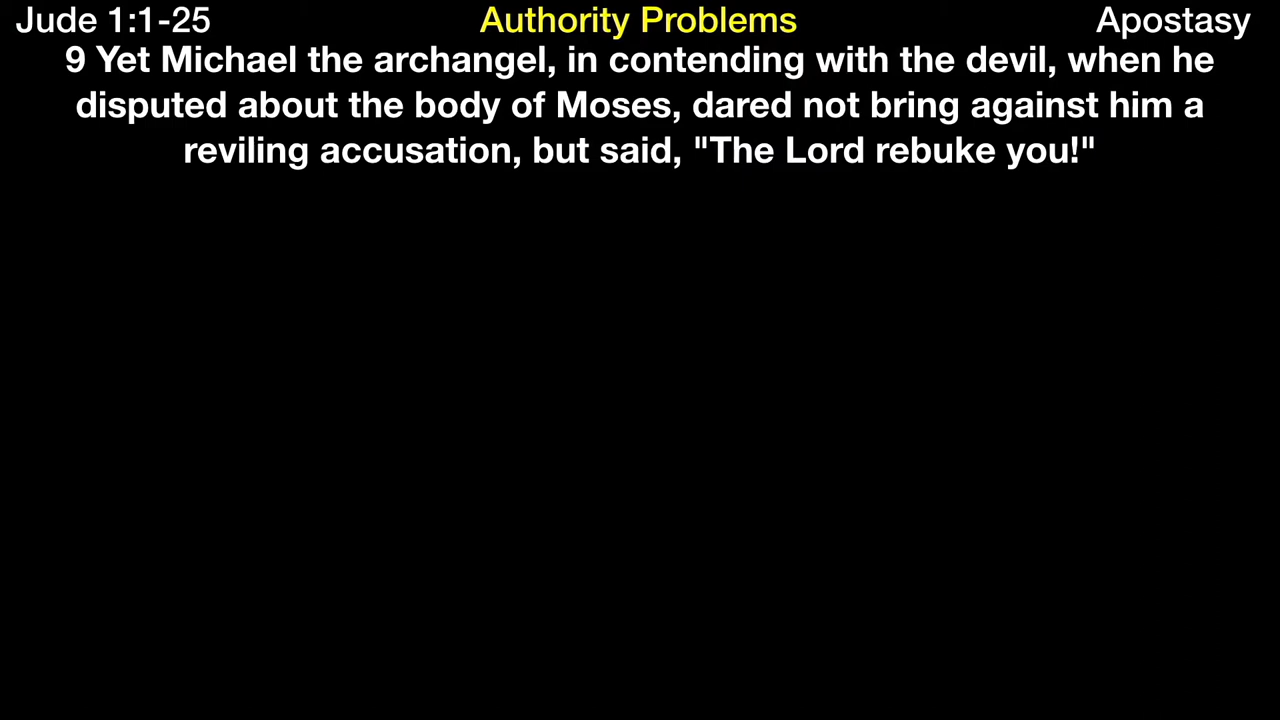 Jude 1:1-25 Authority Problems Apostasy
9 Yet Michael the archangel, in contending with the devil, when he
disputed about the body of Moses, dared not bring against him a
reviling accusation, but said, "The Lord rebuke you!"